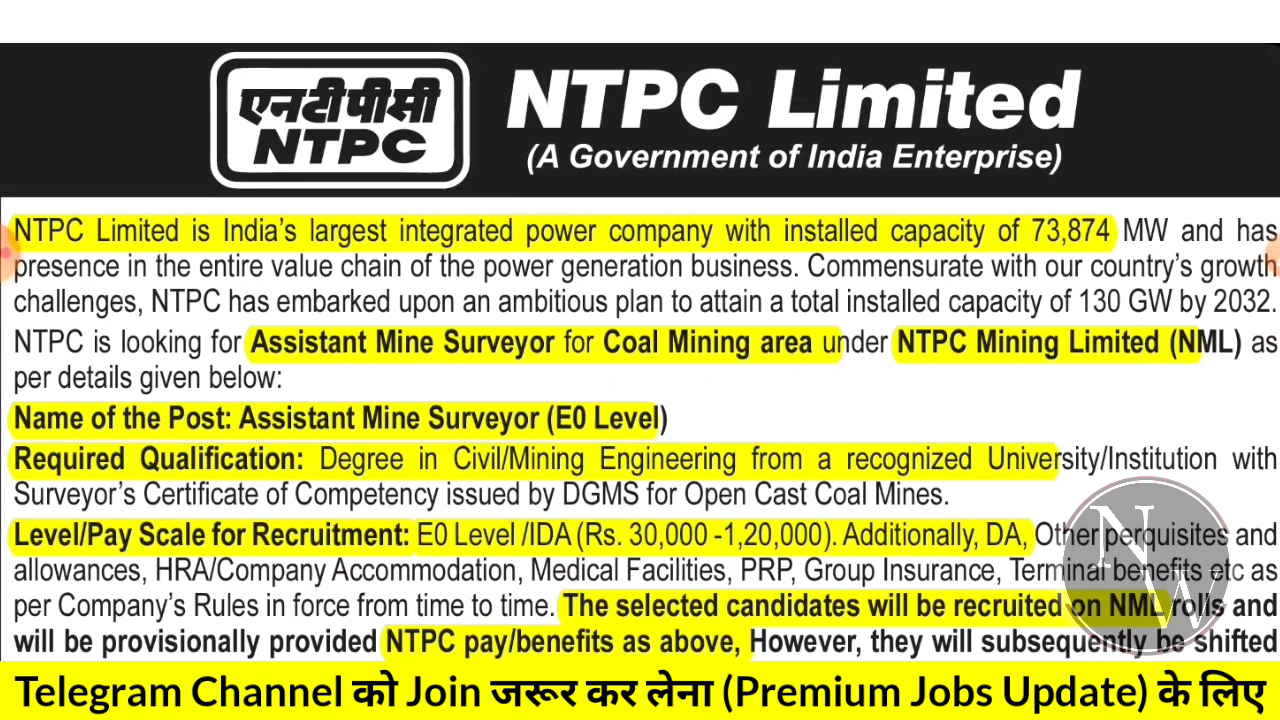 एनटीपीसी
NTPC
NTPC Limited
(A Government of India Enterprise)
NTPC Limited is India's largest integrated power company with installed capacity of 73,874 MW and has
presence in the entire value chain of the power generation business. Commensurate with our country's growth
challenges, NTPC has embarked upon an ambitious plan to attain a total installed capacity of 130 GW by 2032.
NTPC is looking for Assistant Mine Surveyor for Coal Mining area under NTPC Mining Limited (NML) as
per details given below:
Name of the Post: Assistant Mine Surveyor (E0 Level)
Required Qualification: Degree in Civil/Mining Engineering from a recognized University/Institution with
Surveyor's Certificate of Competency issued by DGMS for Open Cast Coal Mines.
Level/Pay Scale for Recruitment: E0 Level /IDA (Rs. 30,000 -1,20,000). Additionally, DA, Other perquisites and
allowances, HRA/Company Accommodation, Medical Facilities, PRP, Group Insurance, Terminal benefits etc as
per Company's Rules in force from time to time. The selected candidates will be recruited on NML rolls and
will be provisionally provided NTPC pay/benefits as above, However, they will subsequently be shifted
NW
Telegram Channel को Join जरूर कर लेना (Premium Jobs Update) के लिए